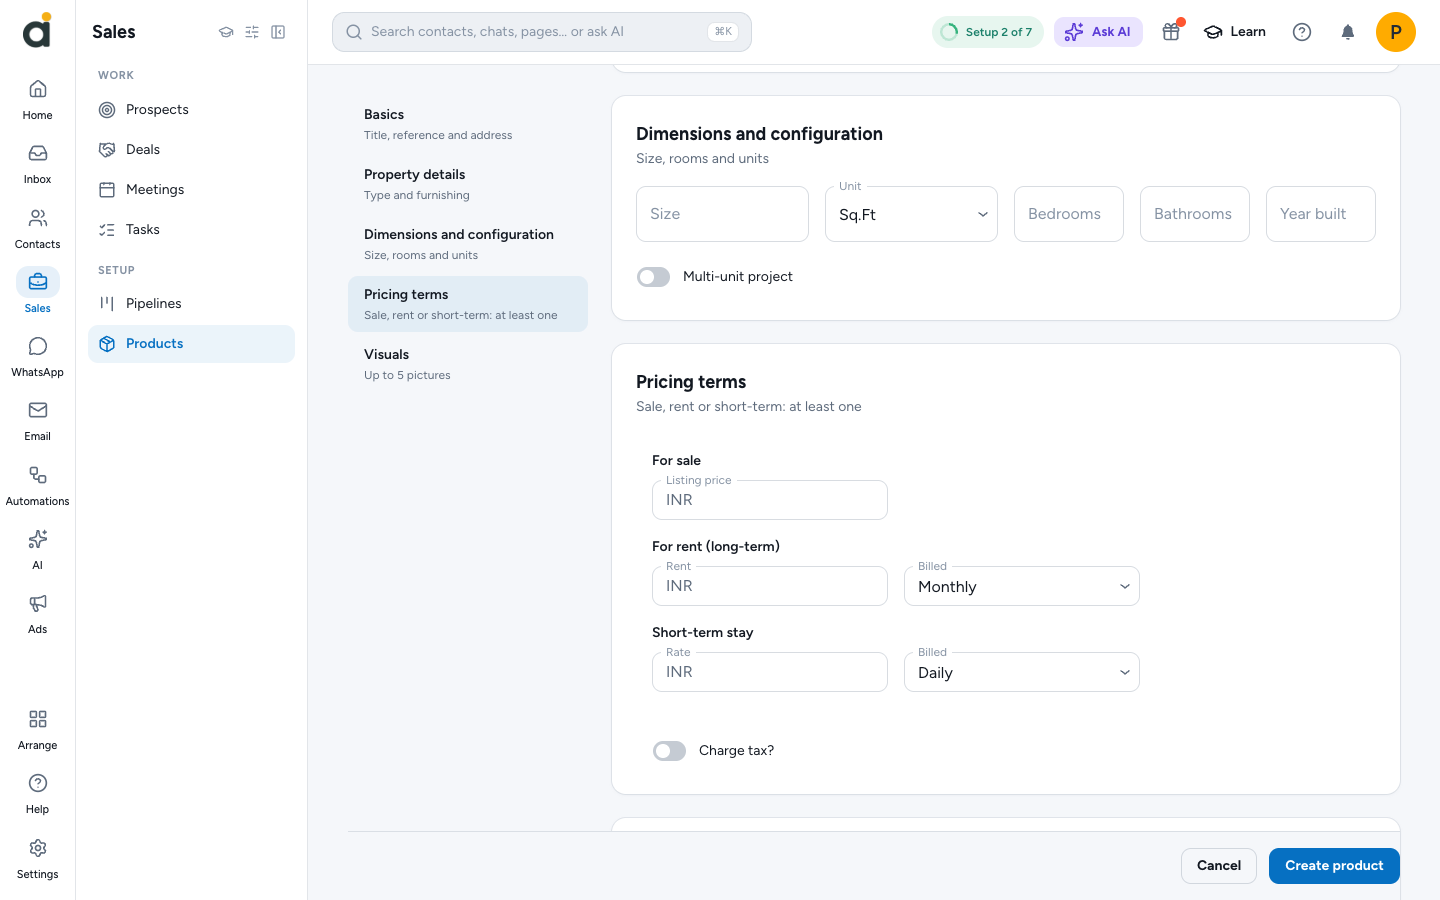 Sales
Search contacts, chats, pages... or ask AI
⌘K
Setup 2 of 7
Ask AI
Learn
P
Home
Inbox
Contacts
Sales
WhatsApp
Email
Automations
AI
Ads
Arrange
Help
Settings
WORK
Prospects
Deals
Meetings
Tasks
SETUP
Pipelines
Products
Basics
Title, reference and address
Property details
Type and furnishing
Dimensions and configuration
Size, rooms and units
Pricing terms
Sale, rent or short-term: at least one
Visuals
Up to 5 pictures
Dimensions and configuration
Size, rooms and units
Size
Unit
Sq.Ft
Bedrooms
Bathrooms
Year built
Multi-unit project
Pricing terms
Sale, rent or short-term: at least one
For sale
Listing price
INR
For rent (long-term)
Rent
INR
Billed
Monthly
Short-term stay
Rate
INR
Billed
Daily
Charge tax?
Cancel
Create product